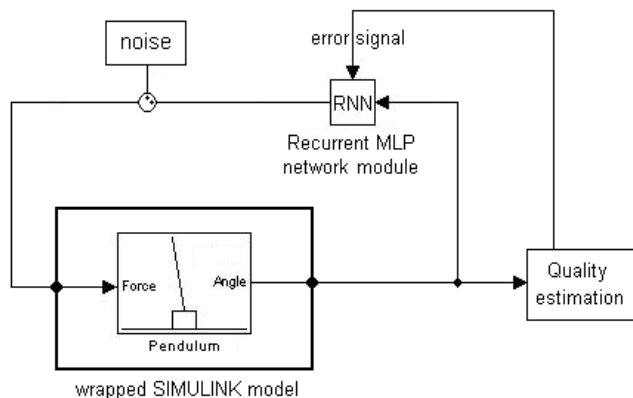 noise
error signal
RNN
Recurrent MLP
network module
Force
Angle
Pendulum
Quality
estimation
wrapped SIMULINK model